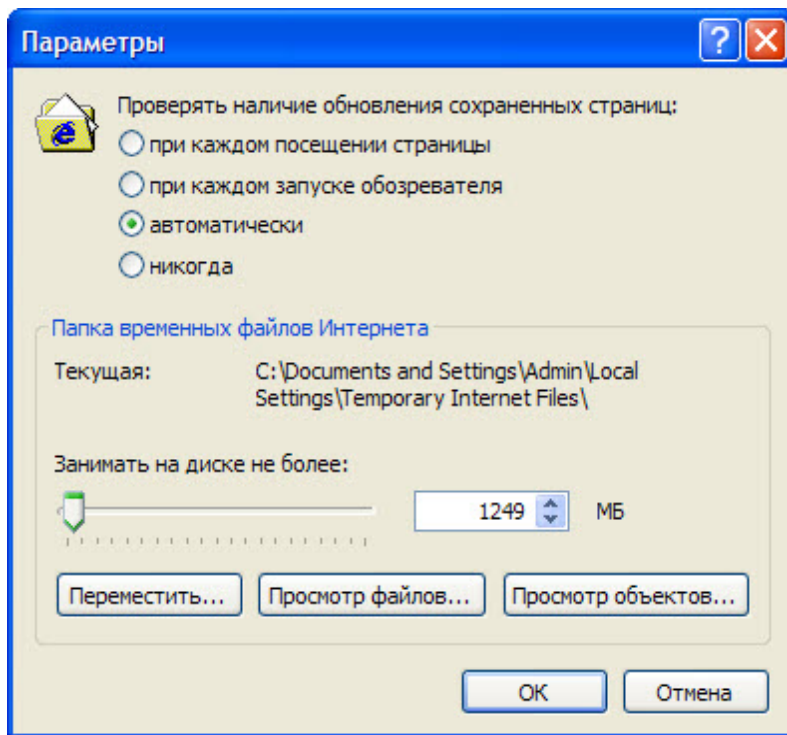 Параметры
Проверять наличие обновления сохраненных страниц:
при каждом посещении страницы
при каждом запуске обозревателя
автоматически
никогда
Папка временных файлов Интернета
Текущая: C:\Documents and Settings\Admin\Local
Settings\Temporary Internet Files\
Занимать на диске не более:
1249 МБ
Переместить... Просмотр файлов... Просмотр объектов...
ОК Отмена